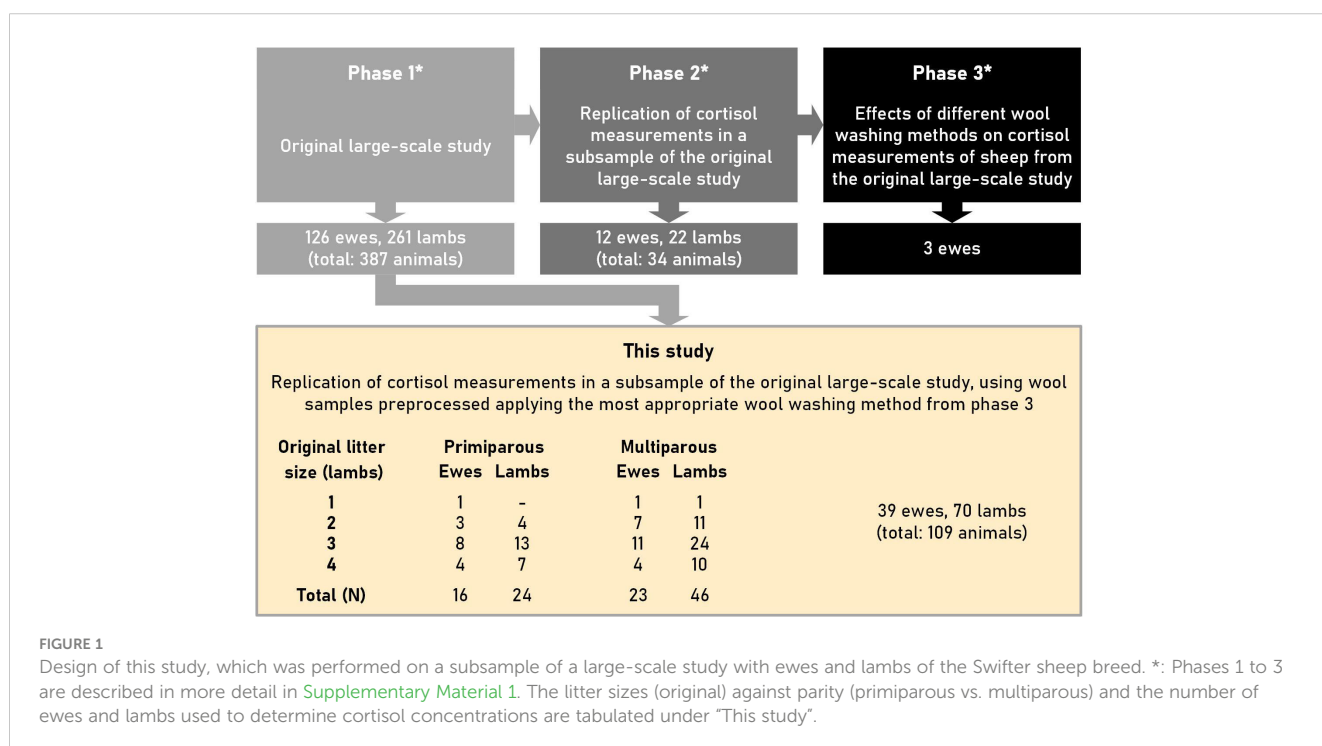 Phase 1*
Original large-scale study
Phase 2*
Replication of cortisol
measurements in a
subsample of the original
large-scale study
Phase 3*
Effects of different wool
washing methods on cortisol
measurements of sheep from
the original large-scale study
126 ewes, 261 lambs
(total: 387 animals)
12 ewes, 22 lambs
(total: 34 animals)
3 ewes
This study
Replication of cortisol measurements in a subsample of the original large-scale study, using wool
samples preprocessed applying the most appropriate wool washing method from phase 3
Original litter Primiparous Multiparous
size (lambs) Ewes Lambs Ewes Lambs
1 1 - 1 1
2 3 4 7 11
3 8 13 11 24
4 4 7 4 10
Total (N) 16 24 23 46
39 ewes, 70 lambs
(total: 109 animals)
FIGURE 1
Design of this study, which was performed on a subsample of a large-scale study with ewes and lambs of the Swifter sheep breed. *: Phases 1 to 3
are described in more detail in Supplementary Material 1. The litter sizes (original) against parity (primiparous vs. multiparous) and the number of
ewes and lambs used to determine cortisol concentrations are tabulated under “This study”.